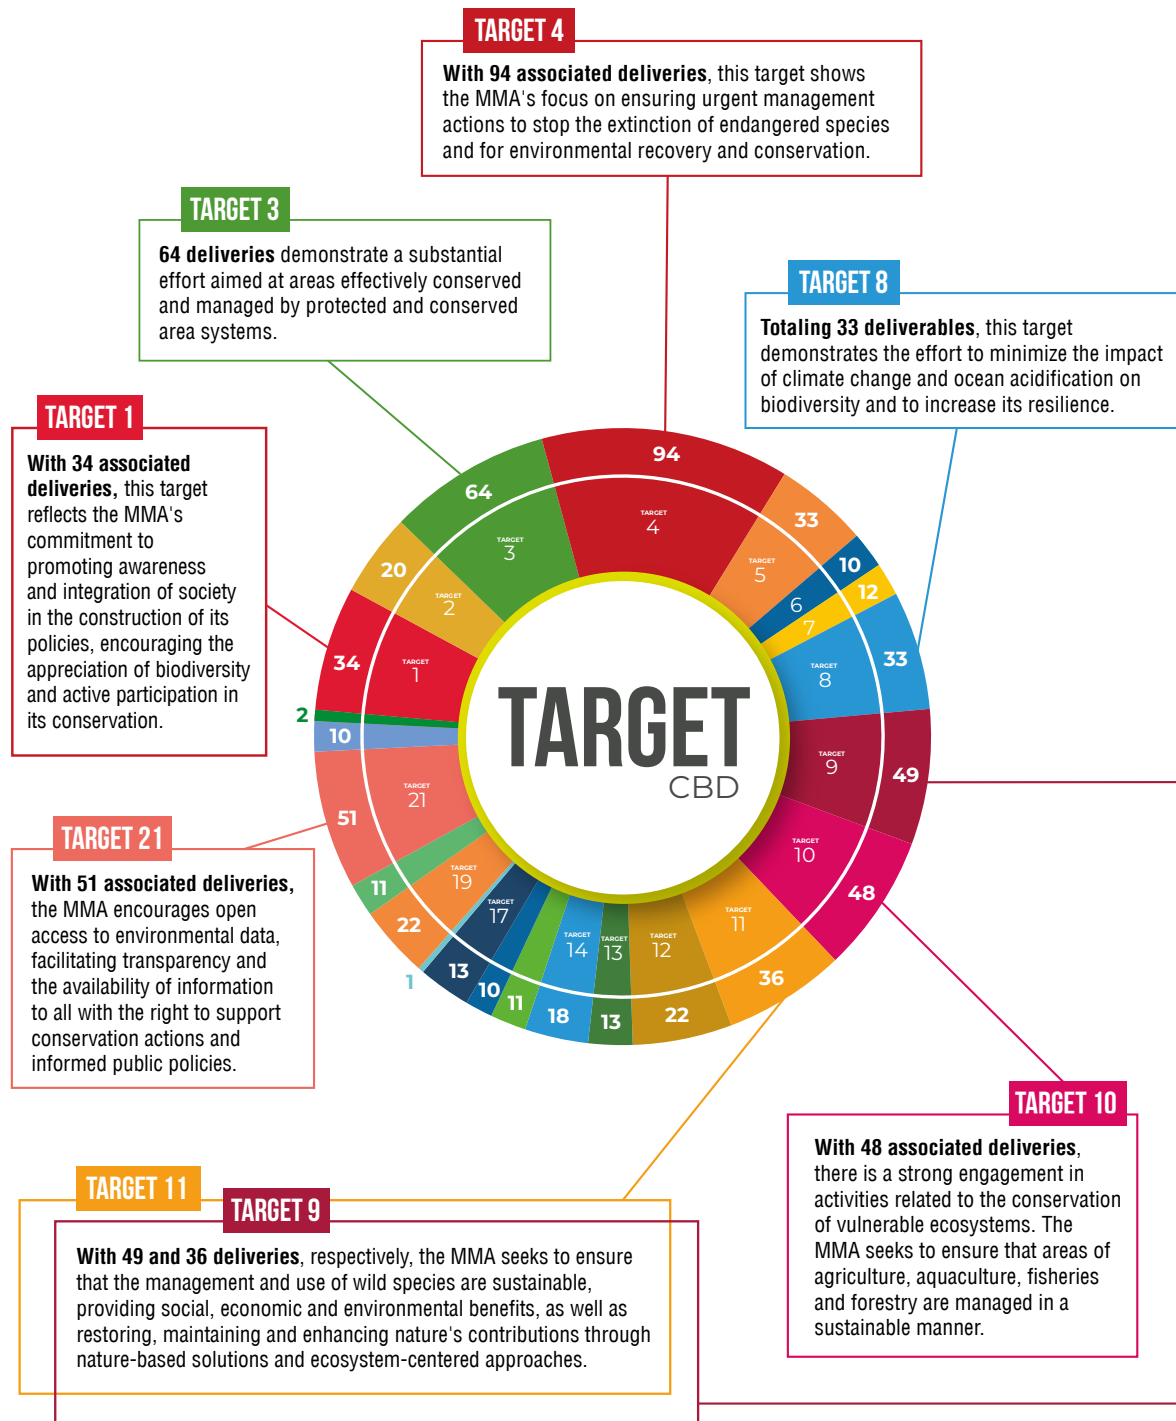 TARGET 4
With 94 associated deliveries, this target shows
the MMA's focus on ensuring urgent management
actions to stop the extinction of endangered species
and for environmental recovery and conservation.
TARGET 3
64 deliveries demonstrate a substantial
effort aimed at areas effectively conserved
and managed by protected and conserved
area systems.
TARGET 8
Totaling 33 deliverables, this target
demonstrates the effort to minimize the impact
of climate change and ocean acidification on
biodiversity and to increase its resilience.
TARGET 1
With 34 associated
deliveries, this target
reflects the MMA's
commitment to
promoting awareness
and integration of society
in the construction of its
policies, encouraging the
appreciation of biodiversity
and active participation in
its conservation.
94
64
33
20
10
12
34
33
2
10
49
51
48
11
22
36
1
13
10
11
18
13
22
TARGET
4
TARGET
3
TARGET
5
TARGET
2
6
7
TARGET
1
TARGET
8
TARGET
9
TARGET
21
TARGET
10
TARGET
19
TARGET
17
TARGET
11
TARGET
14
TARGET
13
TARGET
12
TARGET
CBD
TARGET 21
With 51 associated deliveries,
the MMA encourages open
access to environmental data,
facilitating transparency and
the availability of information
to all with the right to support
conservation actions and
informed public policies.
TARGET 10
With 48 associated deliveries,
there is a strong engagement in
activities related to the conservation
of vulnerable ecosystems. The
MMA seeks to ensure that areas of
agriculture, aquaculture, fisheries
and forestry are managed in a
sustainable manner.
TARGET 11
TARGET 9
With 49 and 36 deliveries, respectively, the MMA seeks to ensure
that the management and use of wild species are sustainable,
providing social, economic and environmental benefits, as well as
restoring, maintaining and enhancing nature's contributions through
nature-based solutions and ecosystem-centered approaches.